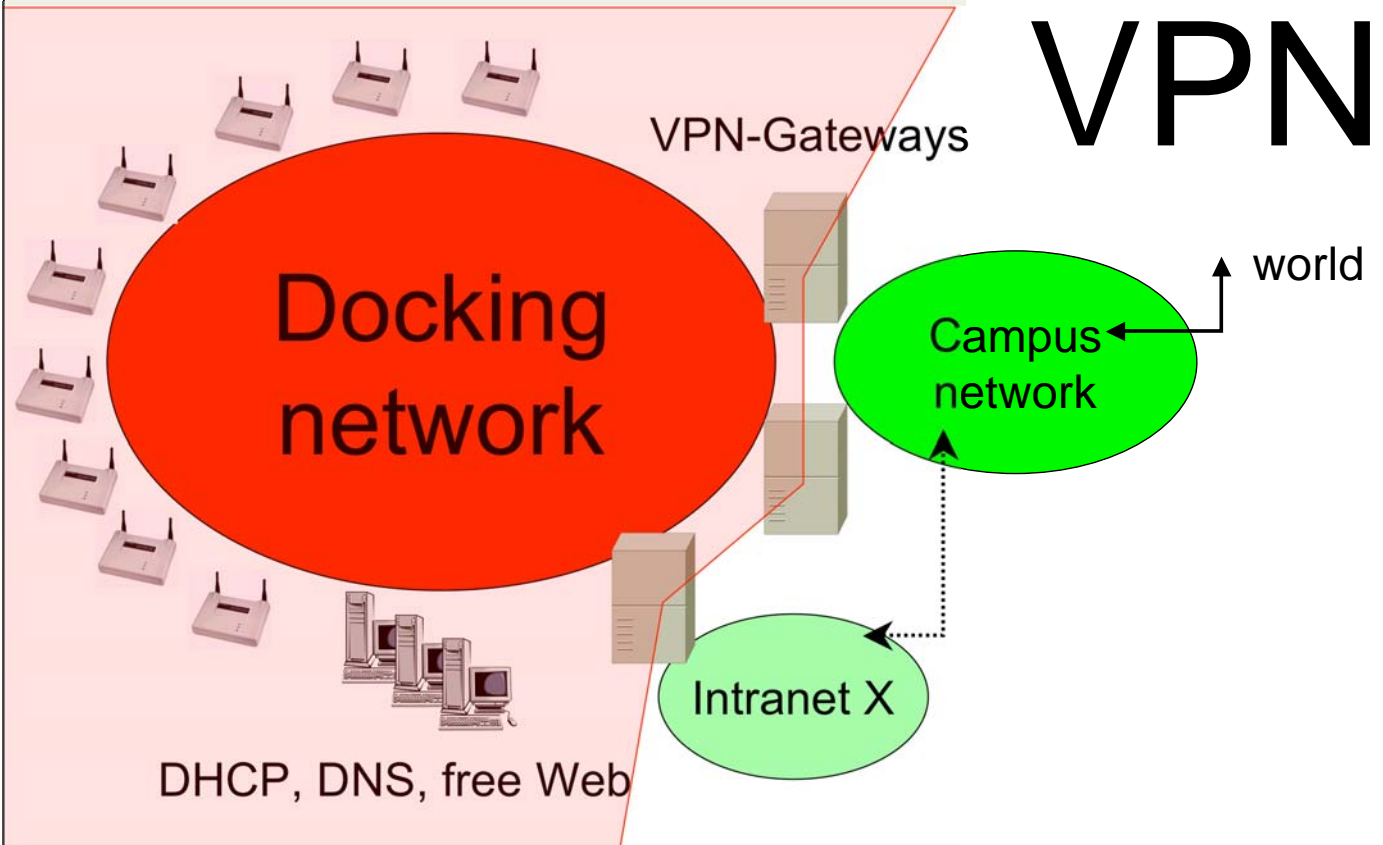 VPN
VPN-Gateways
world
Docking
network
Campus
network
Intranet X
DHCP, DNS, free Web